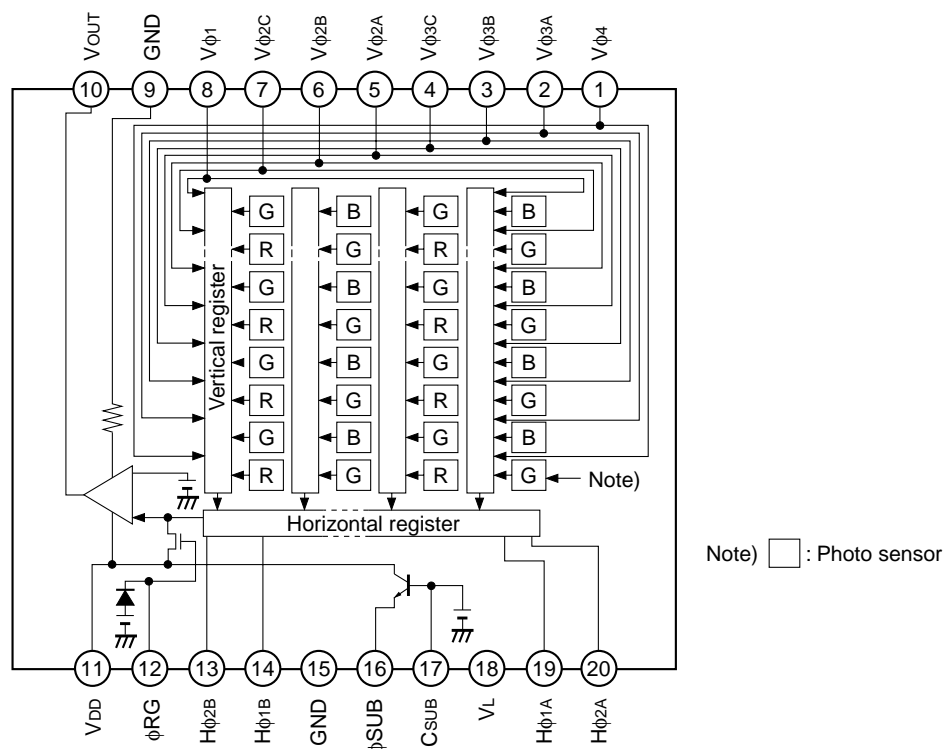 VOUT GND Vφ1 Vφ2C Vφ2B Vφ2A Vφ3C Vφ3B Vφ3A Vφ4
10 9 8 7 6 5 4 3 2 1
G B G B
R G R G
G B G B
R G R G
G B G B
R G R G
G B G B
R G R G
Vertical register
Note)
Horizontal register
Note) : Photo sensor
11 12 13 14 15 16 17 18 19 20
VDD φRG Hφ2B Hφ1B GND φSUB CSUB VL Hφ1A Hφ2A